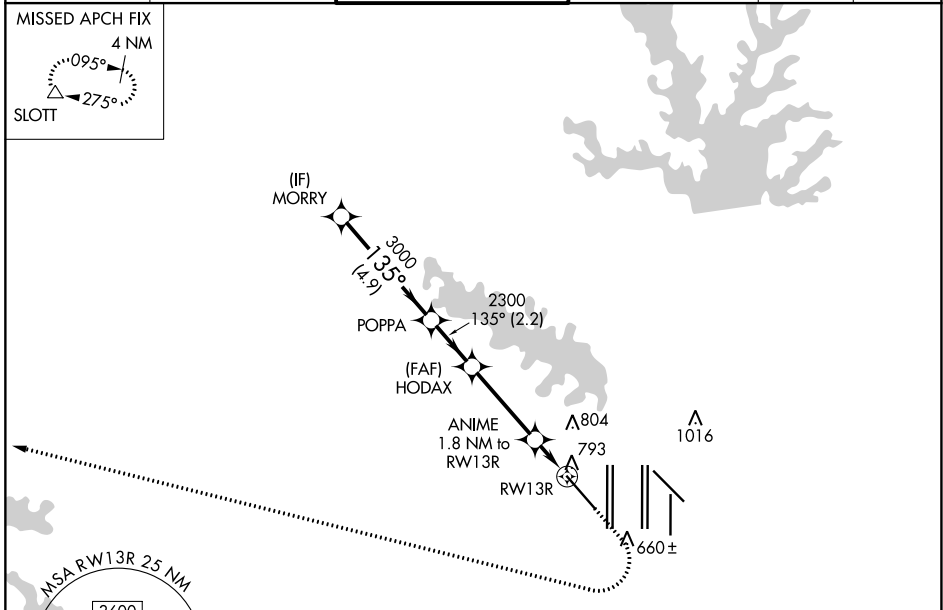 MISSED APCH FIX
4 NM
095°
275°
SLOTT
(IF)
MORRY
3000
135°
(4.9)
POPPA
2300
135° (2.2)
(FAF)
HODAX
ANIME
1.8 NM to
RW13R
804
793
1016
RW13R
660±
MSA RW13R 25 NM